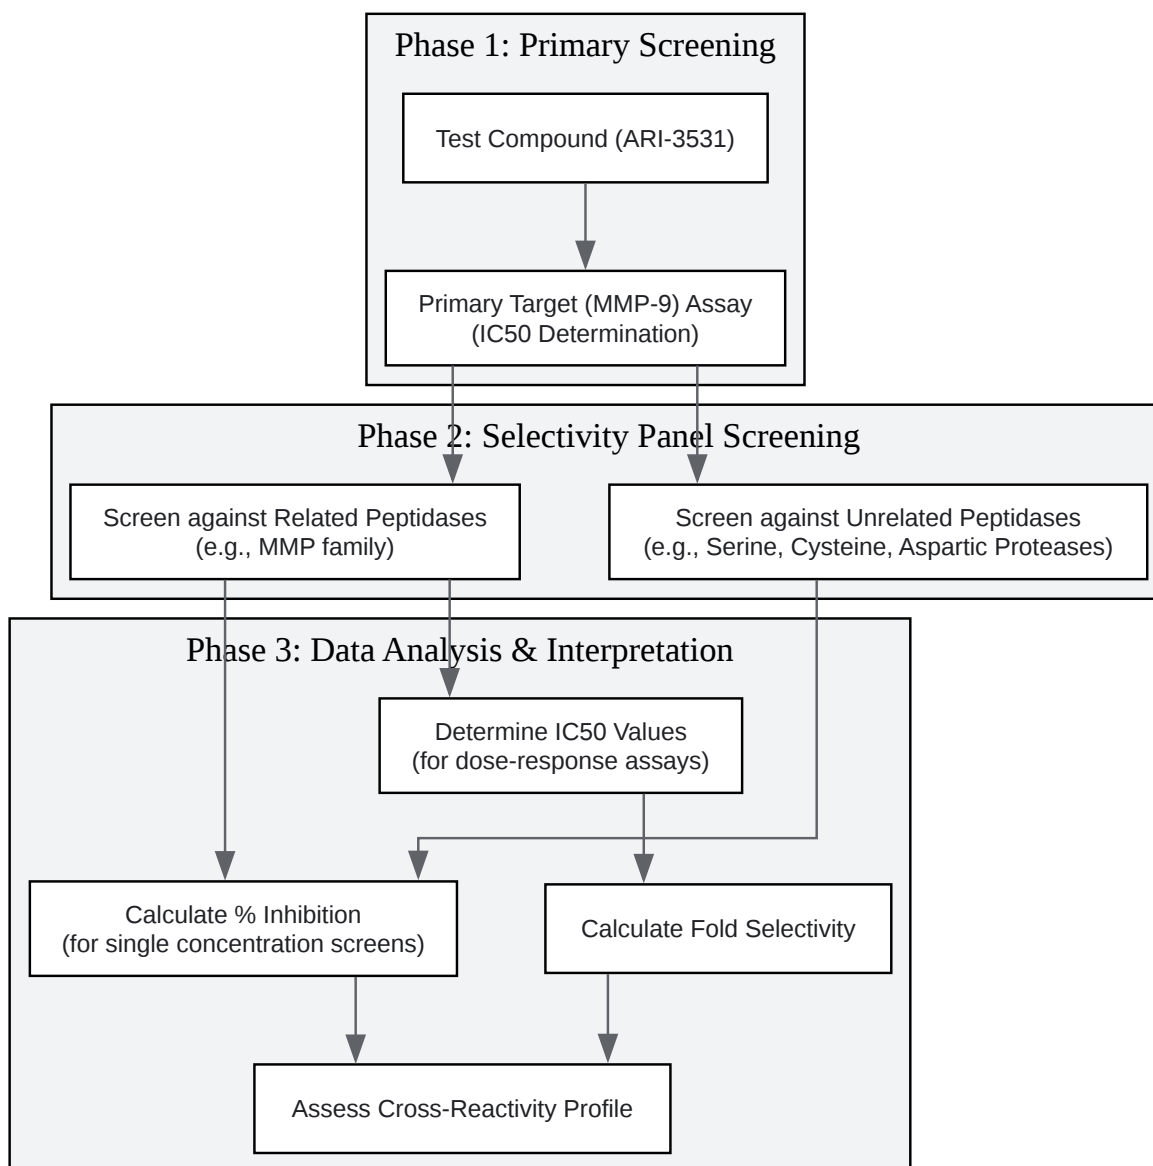 Phase 1: Primary Screening
Test Compound (ARI-3531)
Primary Target (MMP-9) Assay
(IC50 Determination)
Phase 2: Selectivity Panel Screening
Screen against Related Peptidases
(e.g., MMP family)
Screen against Unrelated Peptidases
(e.g., Serine, Cysteine, Aspartic Proteases)
Phase 3: Data Analysis & Interpretation
Determine IC50 Values
(for dose-response assays)
Calculate % Inhibition
(for single concentration screens)
Calculate Fold Selectivity
Assess Cross-Reactivity Profile